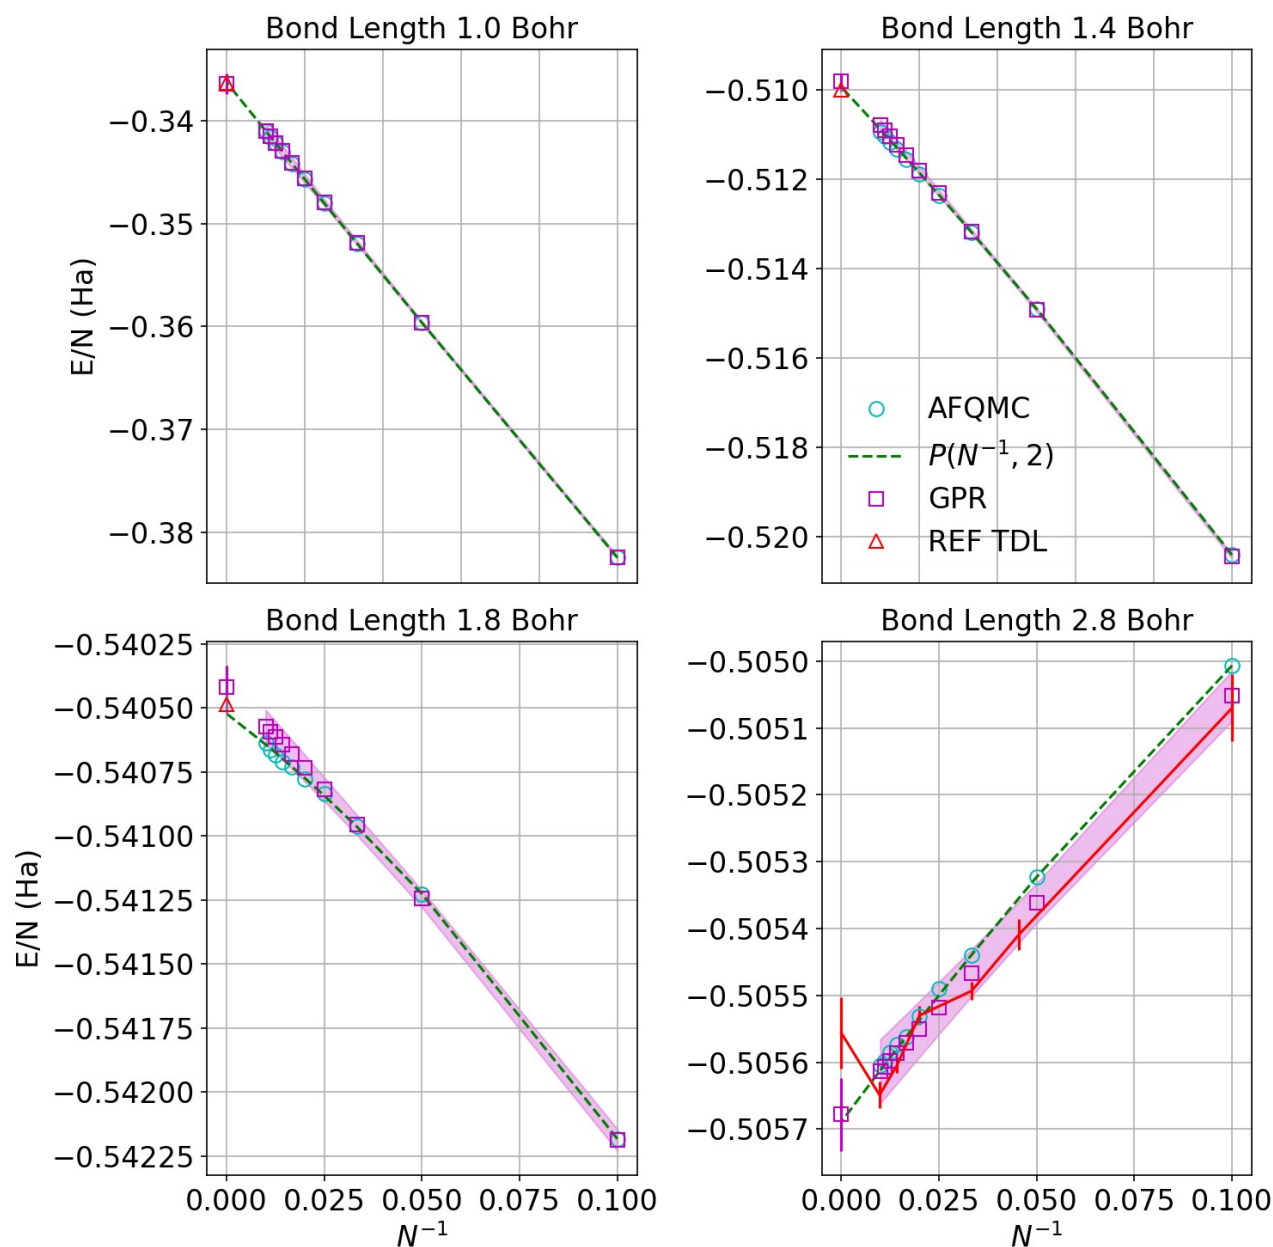 Bond Length 1.0 Bohr
Bond Length 1.4 Bohr
−0.34
−0.35
−0.36
−0.37
−0.38
E/N (Ha)
−0.510
−0.512
−0.514
−0.516
−0.518
−0.520
AFQMC
P(N⁻¹, 2)
GPR
REF TDL
Bond Length 1.8 Bohr
Bond Length 2.8 Bohr
−0.54025
−0.54050
−0.54075
−0.54100
−0.54125
−0.54150
−0.54175
−0.54200
−0.54225
E/N (Ha)
−0.5050
−0.5051
−0.5052
−0.5053
−0.5054
−0.5055
−0.5056
−0.5057
0.000 0.025 0.050 0.075 0.100
N⁻¹
0.000 0.025 0.050 0.075 0.100
N⁻¹